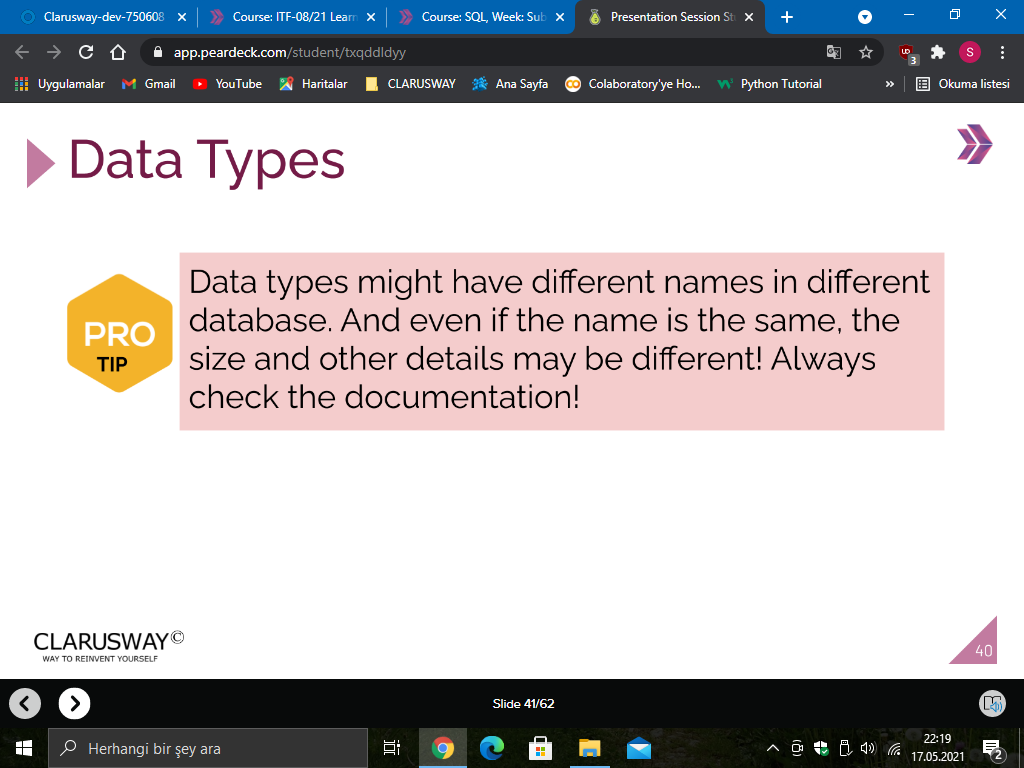 Clarusway-dev-750608
Course: ITF-08/21 Learn
Course: SQL, Week: Sub
Presentation Session St
app.peardeck.com/student/txqddldyy
S
3
Uygulamalar
Gmail
YouTube
Haritalar
CLARUSWAY
Ana Sayfa
Colaboratory'ye Ho...
Python Tutorial
»
Okuma listesi
Data Types
PRO
TIP
Data types might have different names in different
database. And even if the name is the same, the
size and other details may be different! Always
check the documentation!
CLARUSWAY©
WAY TO REINVENT YOURSELF
40
Slide 41/62
Herhangi bir şey ara
22:19
17.05.2021
2